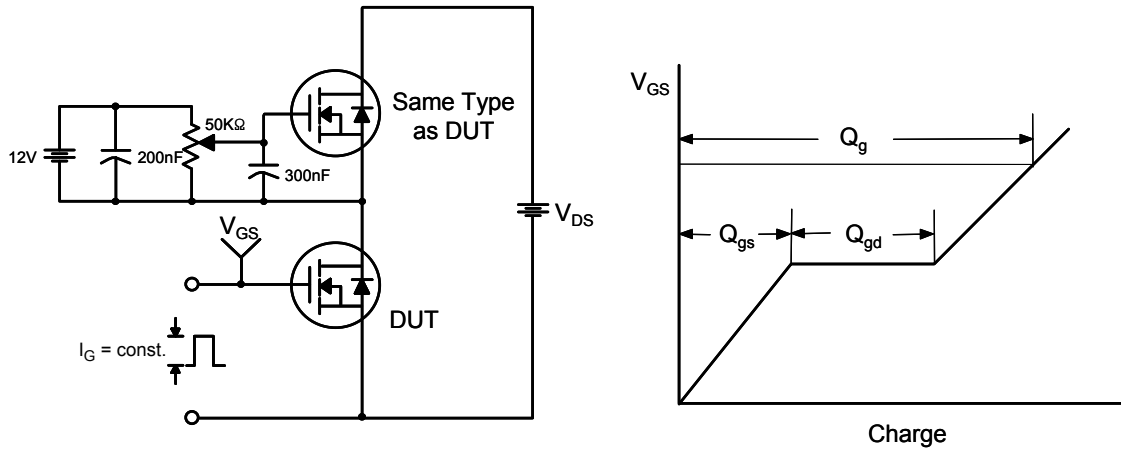 50KΩ
12V
200nF
300nF
Same Type
as DUT
V_DS
V_GS
DUT
I_G = const.
V_GS
Q_g
Q_gs
Q_gd
Charge